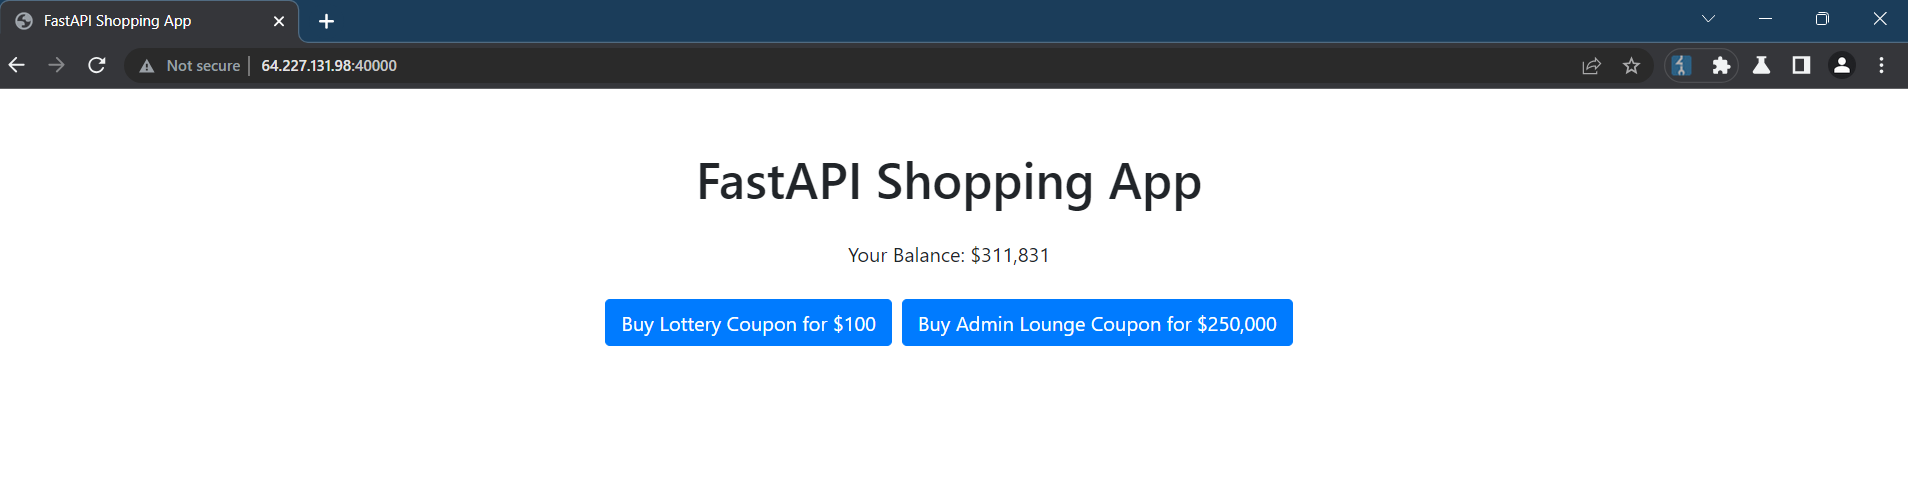 FastAPI Shopping App
Not secure 64.227.131.98:40000
FastAPI Shopping App
Your Balance: $311,831
Buy Lottery Coupon for $100 Buy Admin Lounge Coupon for $250,000